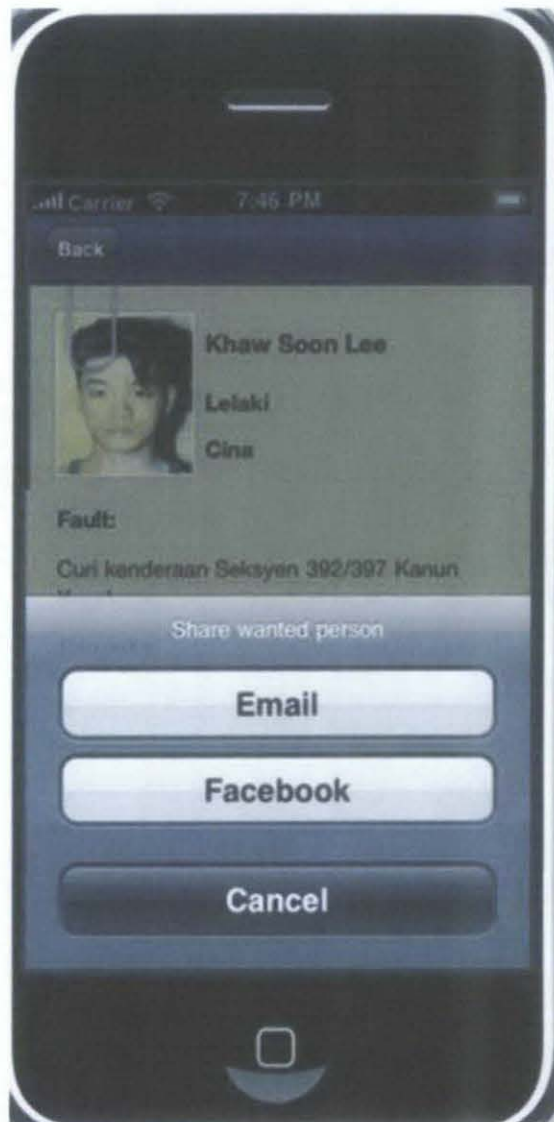 Carrier 7:46 PM
Back
Khaw Soon Lee
Lelaki
Cina
Fault:
Curi kenderaan Seksyen 392/397 Kanun
Share wanted person
Email
Facebook
Cancel